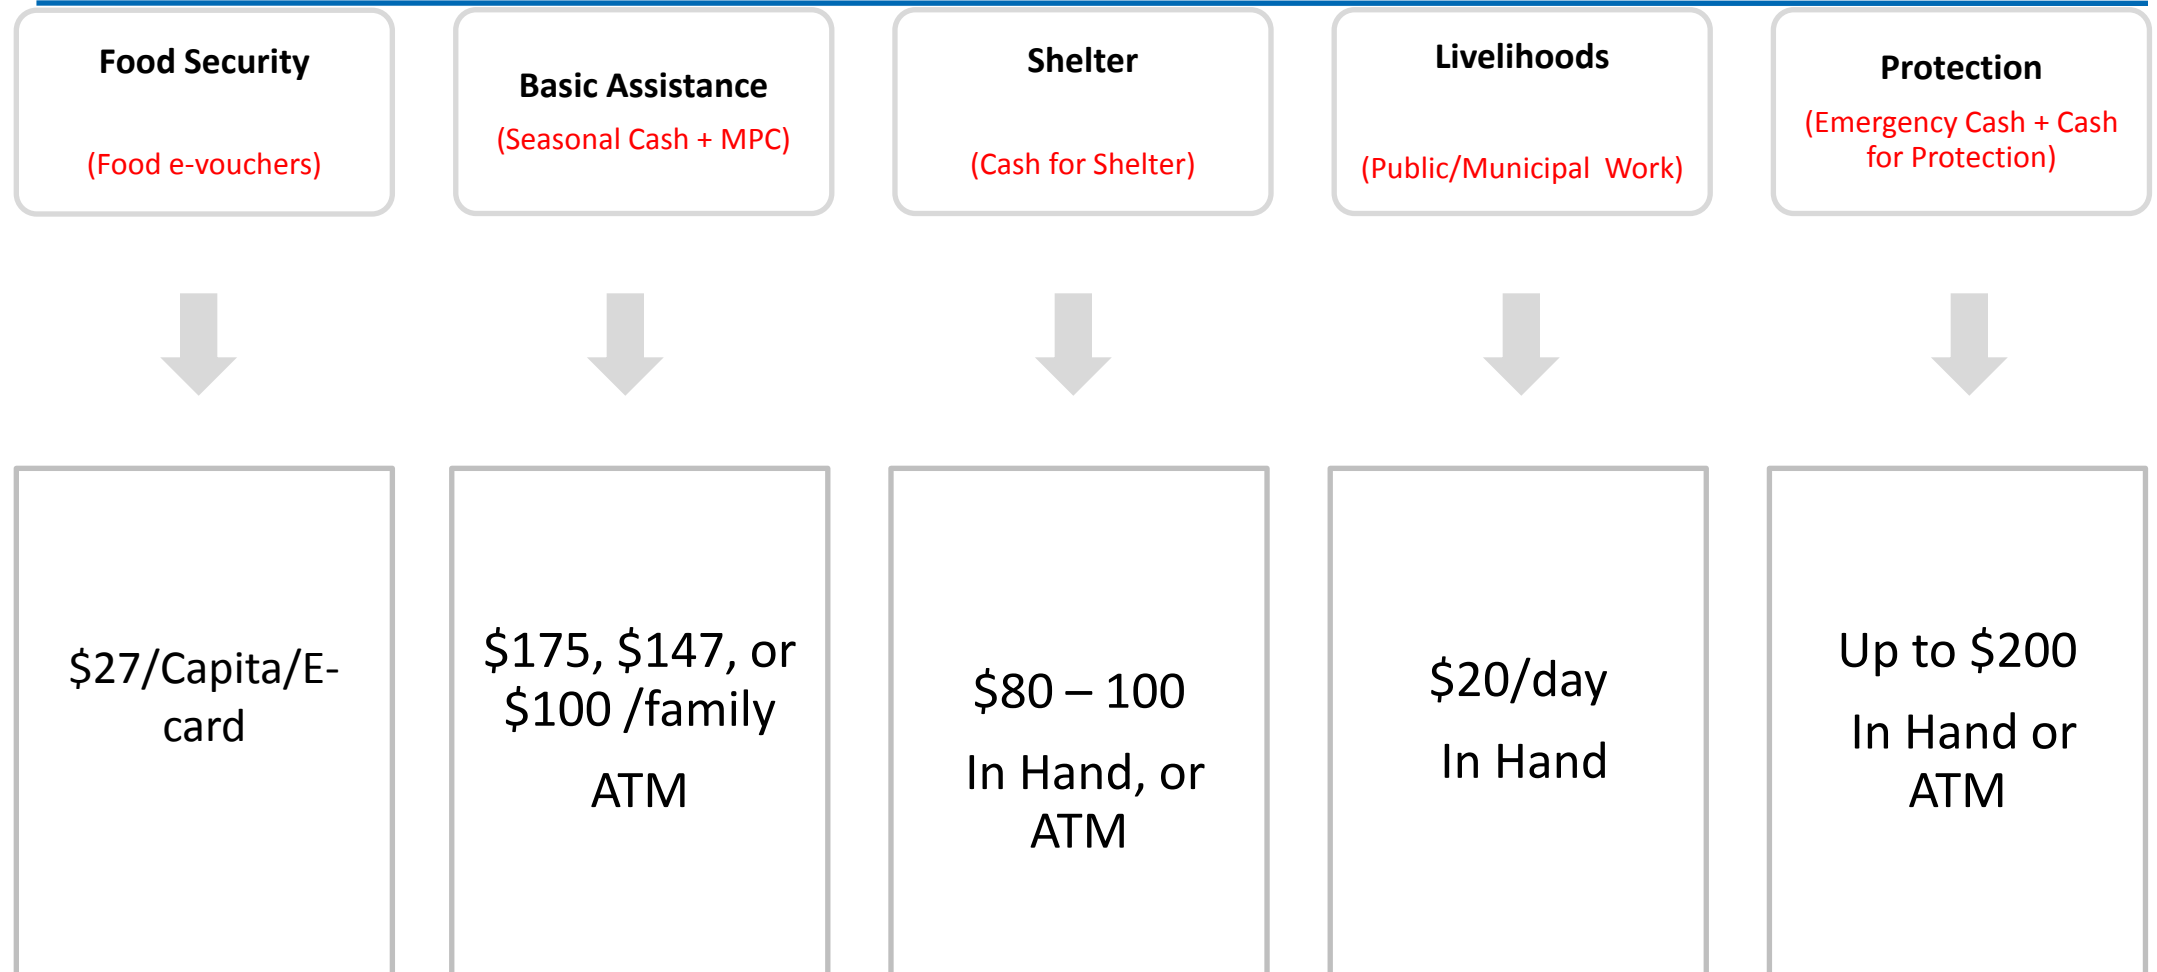 Food Security
(Food e-vouchers)
Basic Assistance
(Seasonal Cash + MPC)
Shelter
(Cash for Shelter)
Livelihoods
(Public/Municipal  Work)
Protection
(Emergency Cash + Cash
for Protection)
$27/Capita/E-
card
$175, $147, or
$100 /family
ATM
$80 – 100
In Hand, or
ATM
$20/day
In Hand
Up to $200
In Hand or
ATM